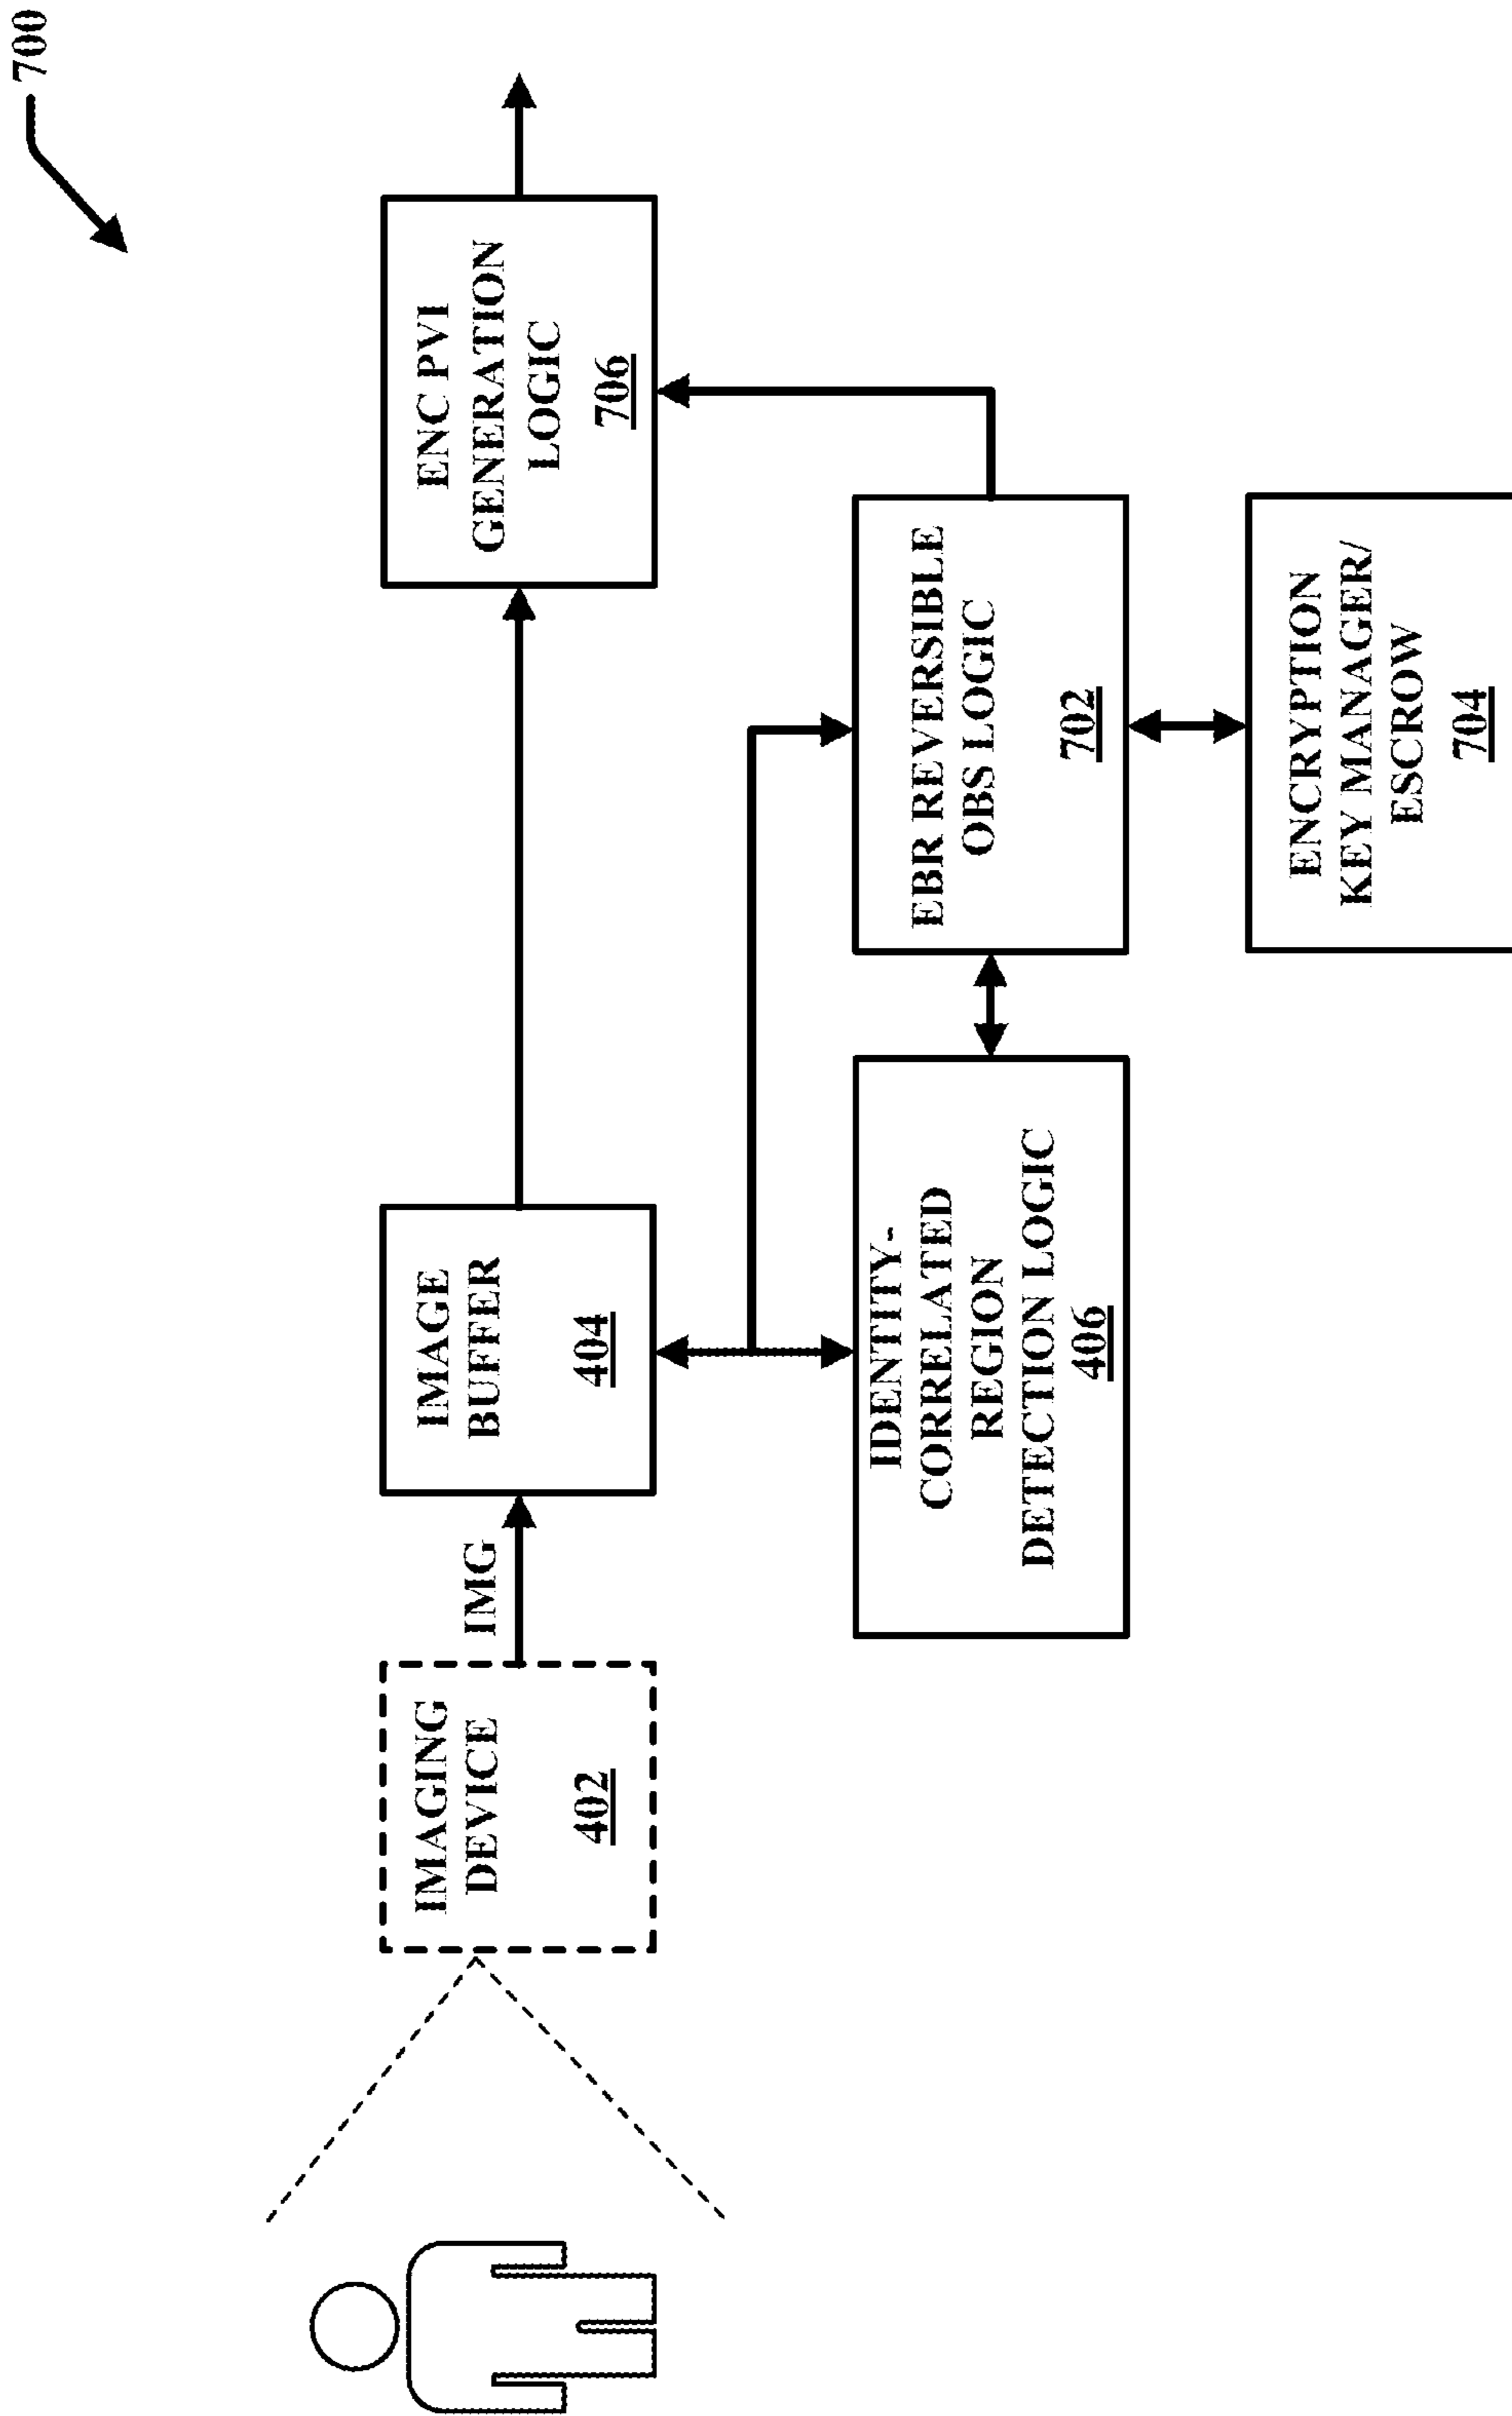 700
IMAGING
DEVICE
402
IMG
IMAGE
BUFFER
404
ENC PVI
GENERATION
LOGIC
706
IDENTITY-
CORRELATED
REGION
DETECTION LOGIC
406
EBR REVERSIBLE
OBS LOGIC
702
ENCRYPTION
KEY MANAGER/
ESCROW
704